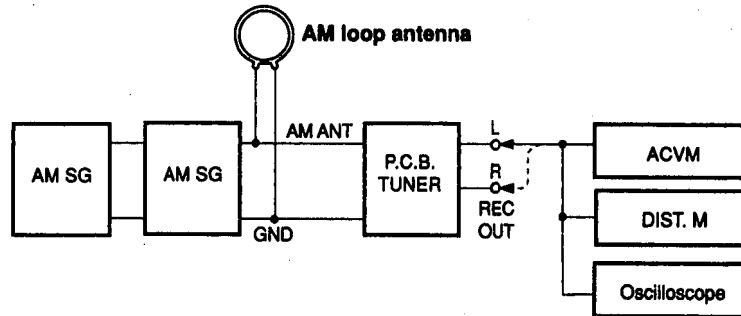 AM loop antenna
AM SG
AM SG
AM ANT
GND
P.C.B.
TUNER
L
R
REC
OUT
ACVM
DIST. M
Oscilloscope